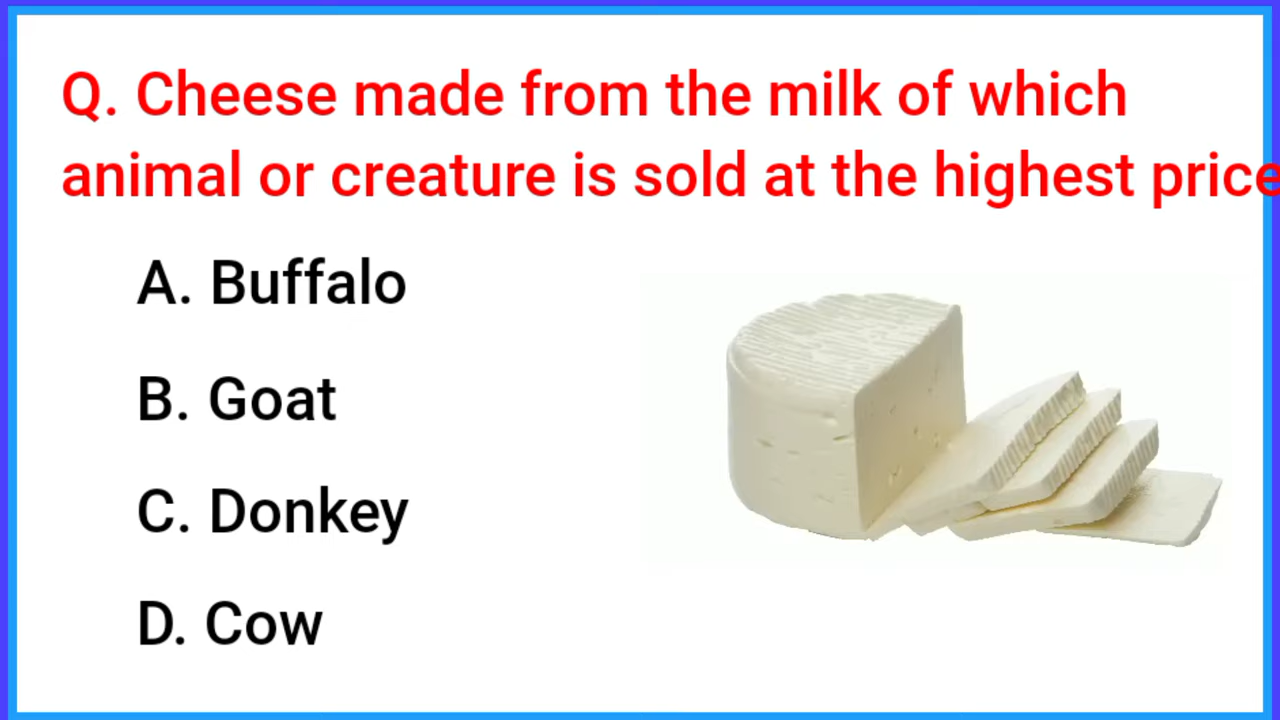 Q. Cheese made from the milk of which
animal or creature is sold at the highest price
A. Buffalo
B. Goat
C. Donkey
D. Cow